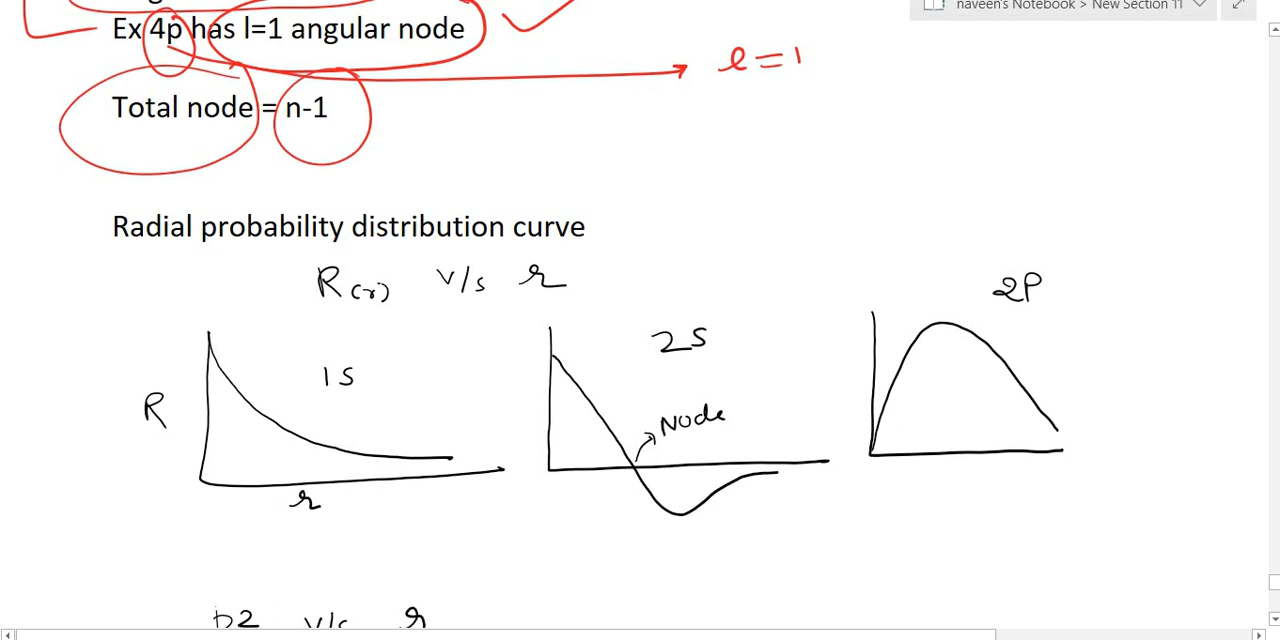 naveen's Notebook > New Section 11
Ex 4p has l=1 angular node
l=1
Total node = n-1
Radial probability distribution curve
R(r) v/s r
2P
2S
1S
R
Node
r
v/s r